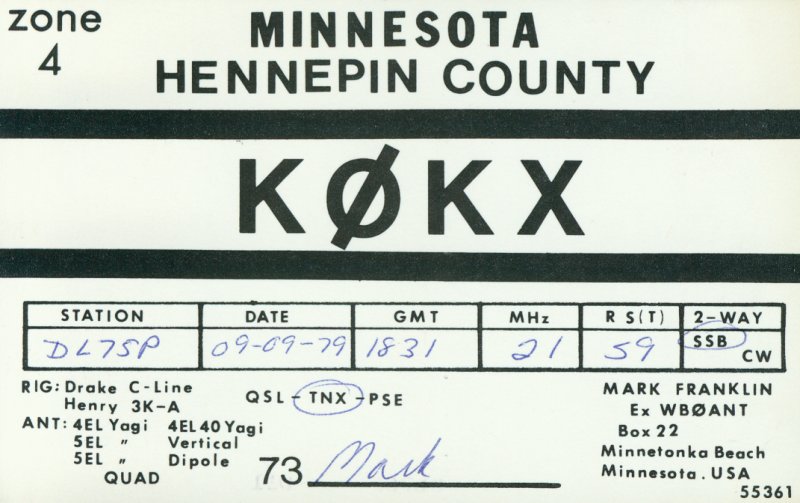 zone
4
MINNESOTA
HENNEPIN COUNTY
KØKX
STATION DATE GMT MHz RS(T) 2-WAY
DL7SP 09-09-79 1831 21 59 SSB CW
RIG: Drake C-Line
Henry 3K-A
ANT: 4EL Yagi 4EL 40 Yagi
5EL " Vertical
5EL " Dipole
QUAD
QSL-TNX-PSE
73 Mark
MARK FRANKLIN
Ex WBØANT
Box 22
Minnetonka Beach
Minnesota. USA
55361